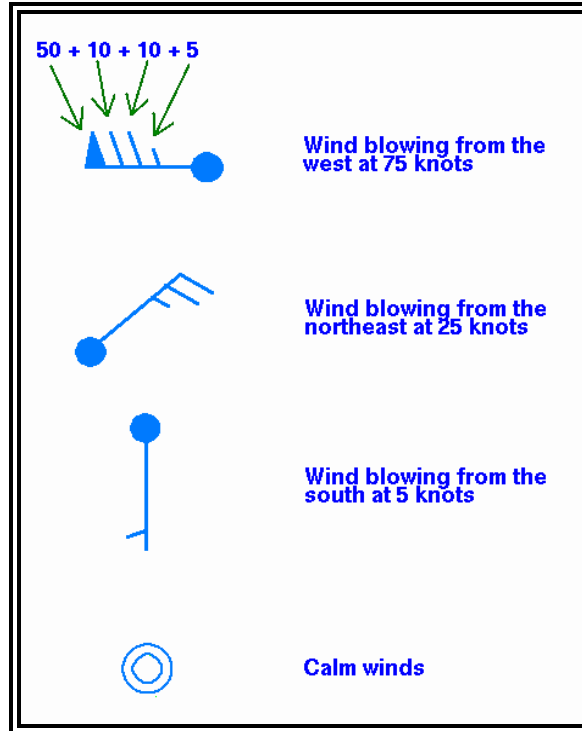 50 + 10 + 10 + 5
Wind blowing from the
west at 75 knots
Wind blowing from the
northeast at 25 knots
Wind blowing from the
south at 5 knots
Calm winds